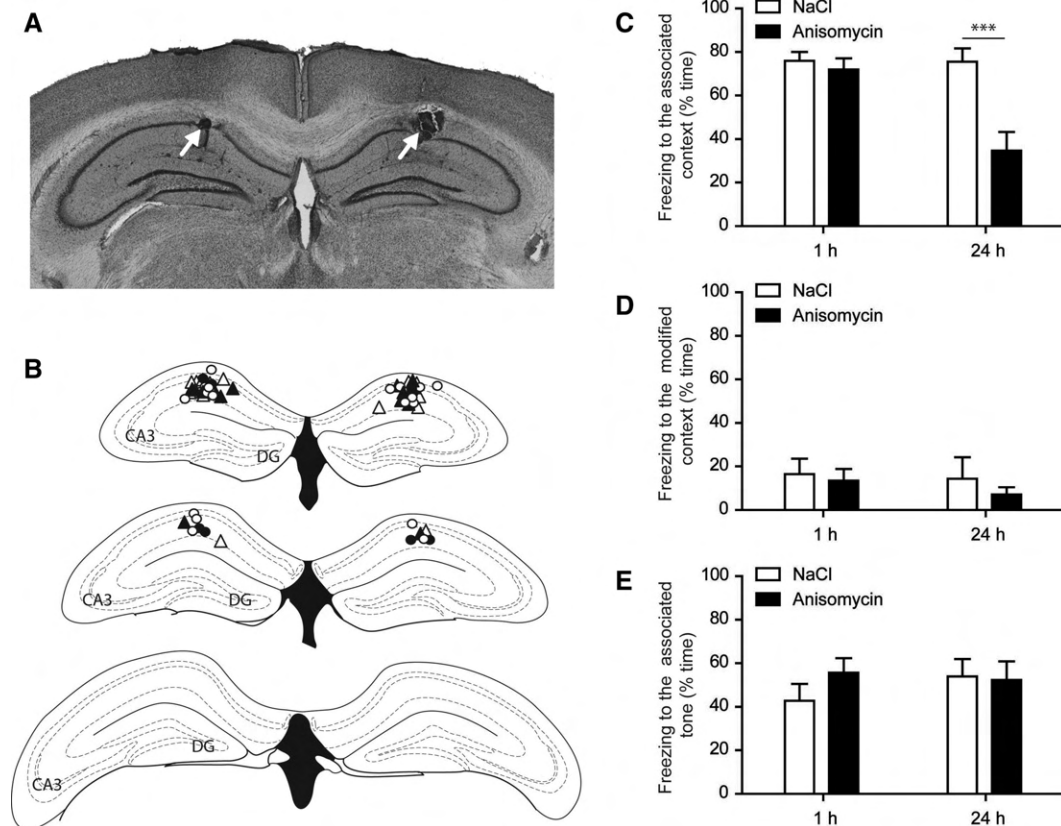 A
B
CA3
DG
CA3
DG
DG
CA3
C
NaCl
Anisomycin
***
Freezing to the associated
context (% time)
100
80
60
40
20
0
1 h
24 h
D
NaCl
Anisomycin
Freezing to the modified
context (% time)
100
80
60
40
20
0
1 h
24 h
E
NaCl
Anisomycin
Freezing to the associated
tone (% time)
100
80
60
40
20
0
1 h
24 h